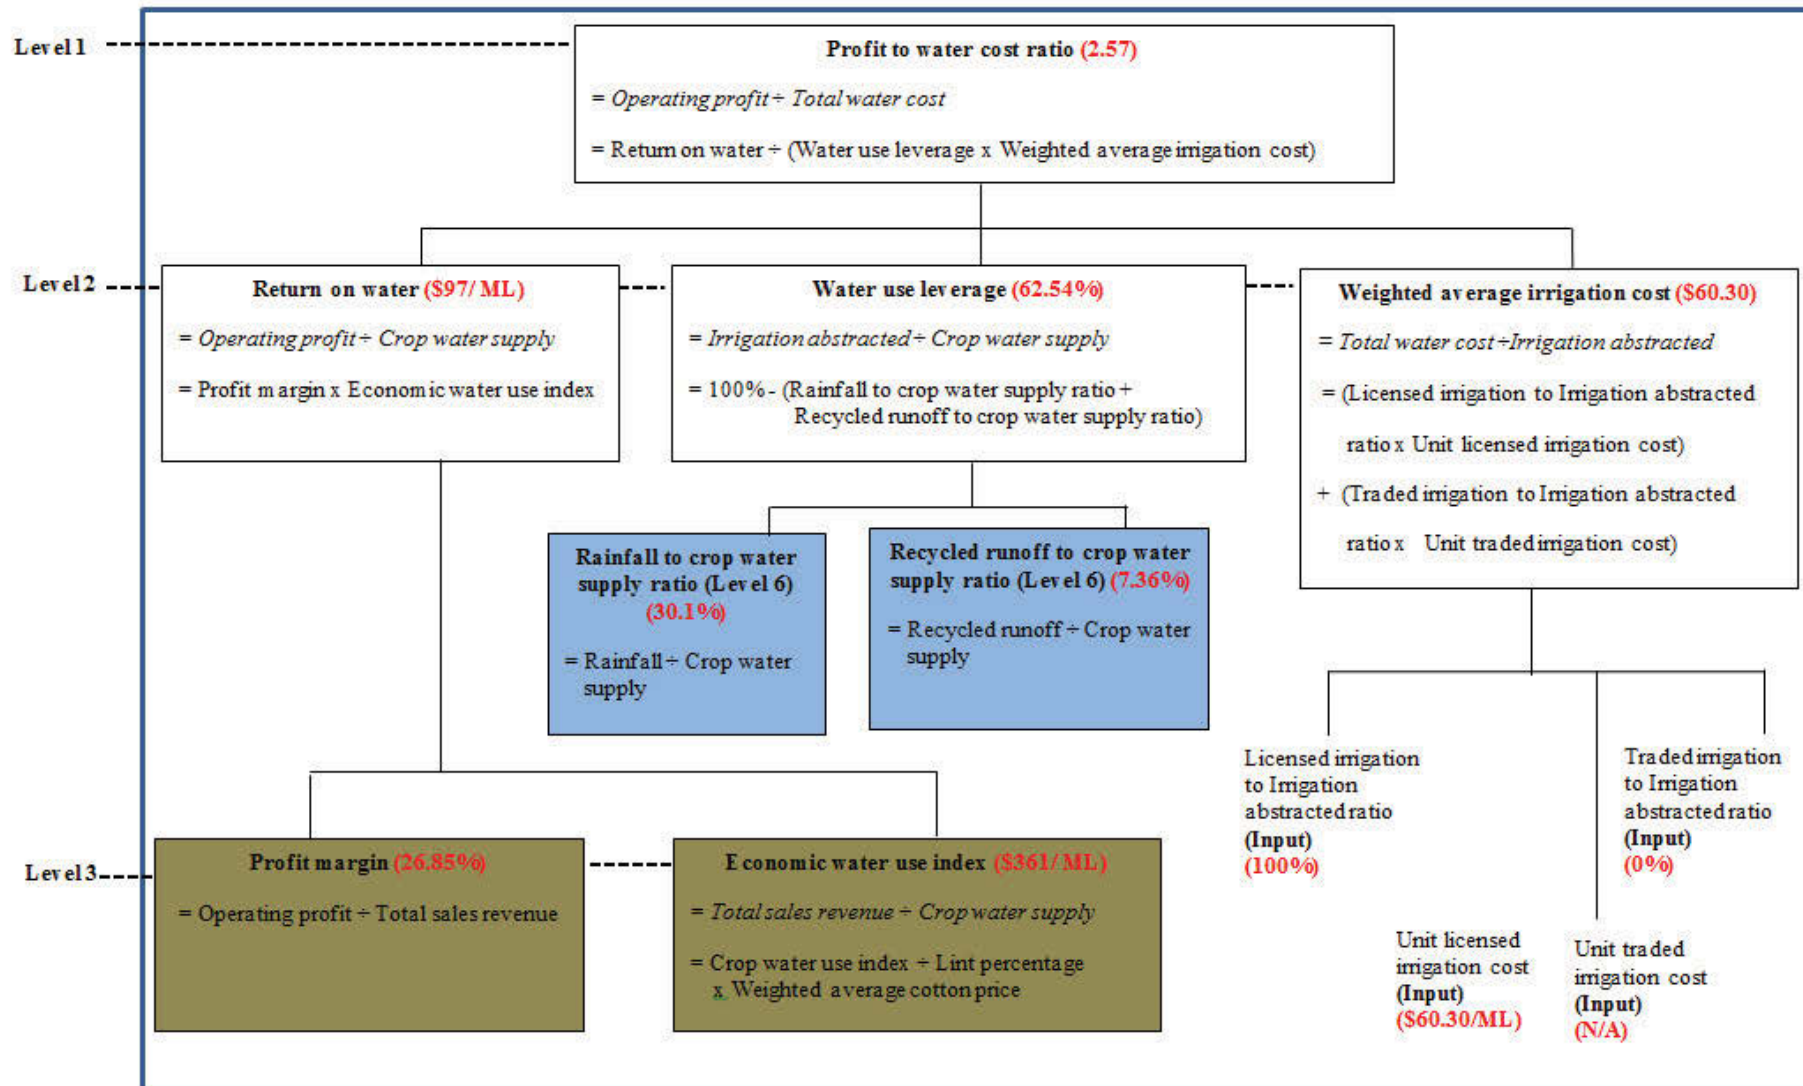 Level 1
Profit to water cost ratio (2.57)
= Operating profit ÷ Total water cost
= Return on water ÷ (Water use leverage x Weighted average irrigation cost)
Level 2
Return on water ($97/ML)
= Operating profit ÷ Crop water supply
= Profit margin x Economic water use index
Water use leverage (62.54%)
= Irrigation abstracted ÷ Crop water supply
= 100% - (Rainfall to crop water supply ratio +
Recycled runoff to crop water supply ratio)
Weighted average irrigation cost ($60.30)
= Total water cost ÷ Irrigation abstracted
= (Licensed irrigation to Irrigation abstracted
ratio x Unit licensed irrigation cost)
+ (Traded irrigation to Irrigation abstracted
ratio x Unit traded irrigation cost)
Rainfall to crop water
supply ratio (Level 6)
(30.1%)
= Rainfall ÷ Crop water
supply
Recycled runoff to crop water
supply ratio (Level 6) (7.36%)
= Recycled runoff ÷ Crop water
supply
Licensed irrigation
to Irrigation
abstracted ratio
(Input)
(100%)
Traded irrigation
to Irrigation
abstracted ratio
(Input)
(0%)
Level 3
Profit margin (26.85%)
= Operating profit ÷ Total sales revenue
Economic water use index ($361/ML)
= Total sales revenue ÷ Crop water supply
= Crop water use index ÷ Lint percentage
x Weighted average cotton price
Unit licensed
irrigation cost
(Input)
($60.30/ML)
Unit traded
irrigation cost
(Input)
(N/A)